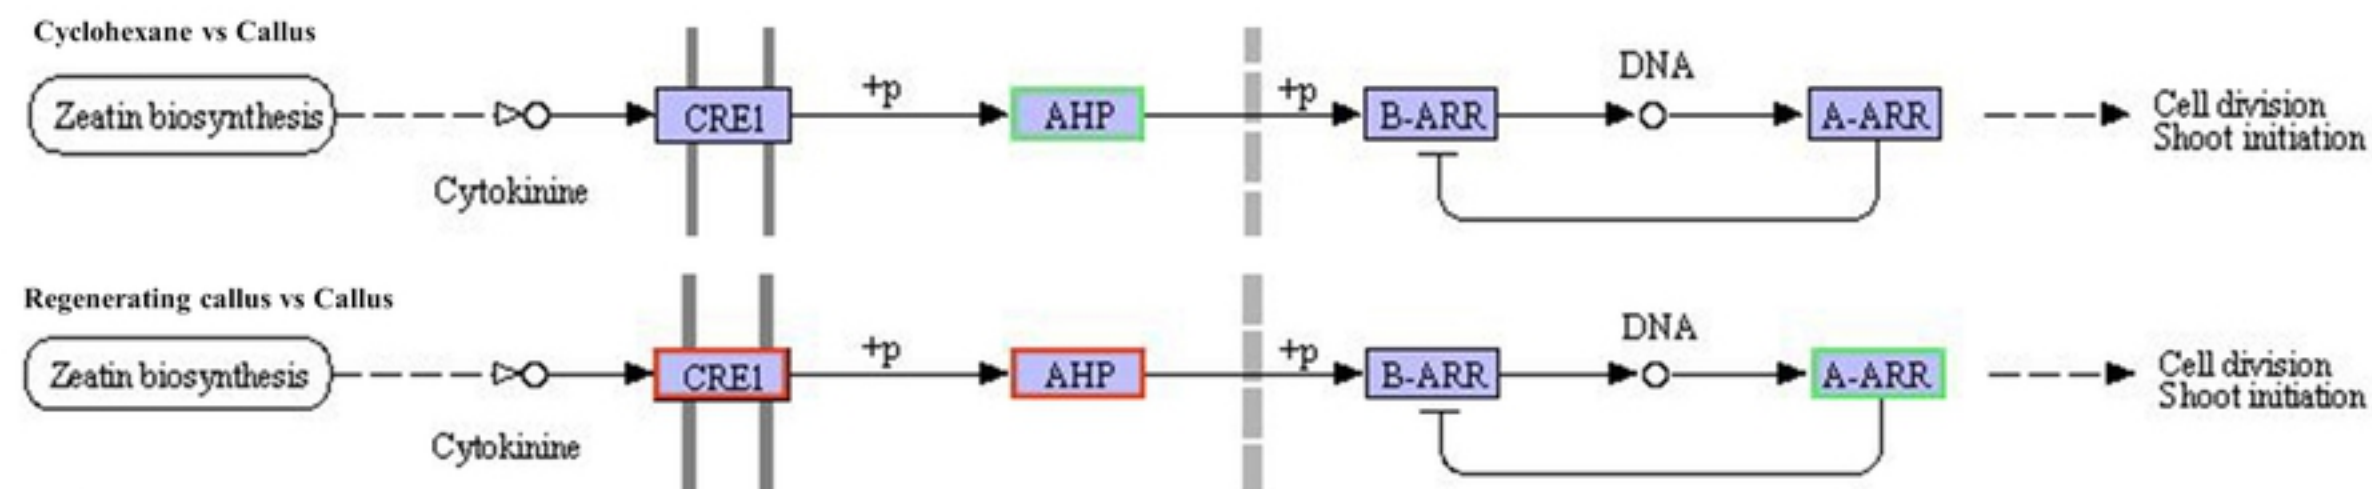 Cyclohexane vs Callus
Zeatin biosynthesis
Cytokinine
CRE1
+p
AHP
+p
B-ARR
DNA
A-ARR
Cell division
Shoot initiation
Regenerating callus vs Callus
Zeatin biosynthesis
Cytokinine
CRE1
+p
AHP
+p
B-ARR
DNA
A-ARR
Cell division
Shoot initiation